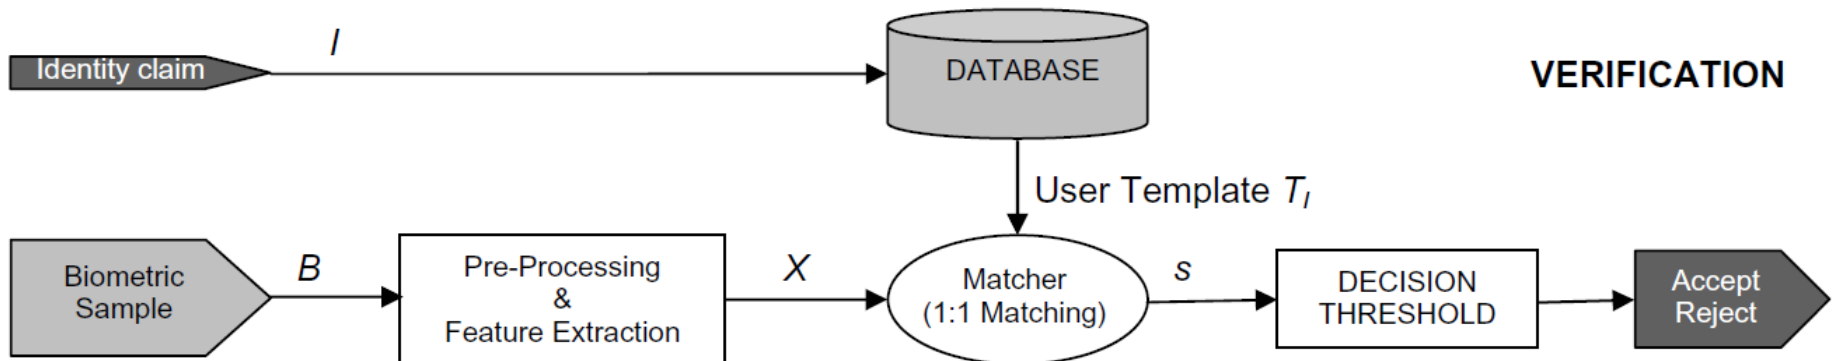 I
Identity claim
DATABASE
VERIFICATION
User Template T_I
Biometric
Sample
B
Pre-Processing
&
Feature Extraction
X
Matcher
(1:1 Matching)
s
DECISION
THRESHOLD
Accept
Reject